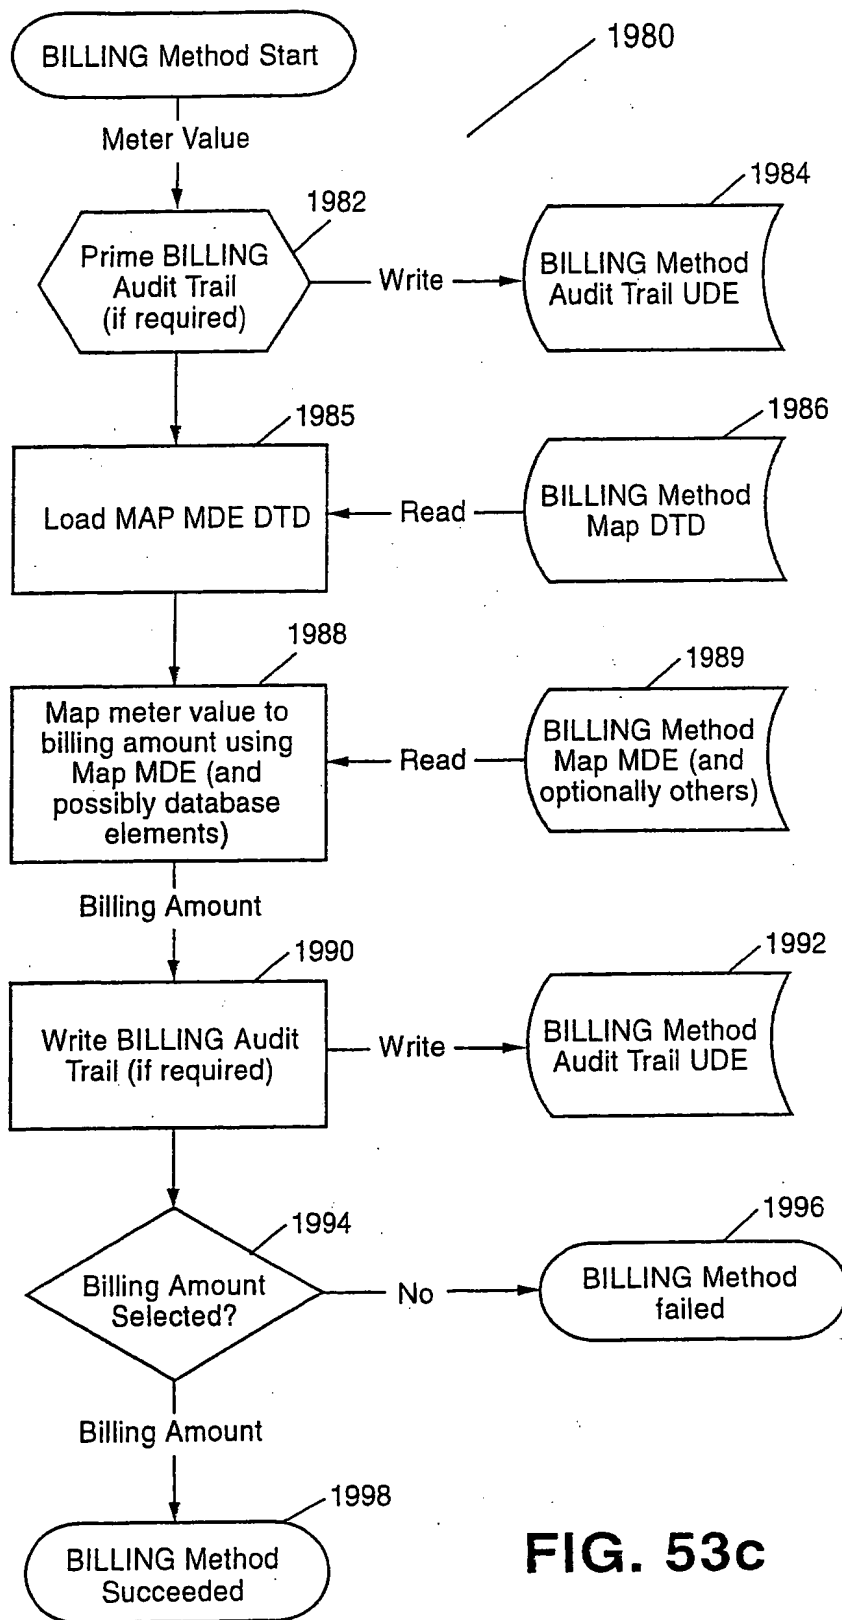 BILLING Method Start
1980
Meter Value
1982
1984
Prime BILLING
Audit Trail
(if required)
Write
BILLING Method
Audit Trail UDE
1985
1986
Load MAP MDE DTD
Read
BILLING Method
Map DTD
1988
1989
Map meter value to
billing amount using
Map MDE (and
possibly database
elements)
Read
BILLING Method
Map MDE (and
optionally others)
Billing Amount
1990
1992
Write BILLING Audit
Trail (if required)
Write
BILLING Method
Audit Trail UDE
1994
1996
Billing Amount
Selected?
No
BILLING Method
failed
Billing Amount
1998
BILLING Method
Succeeded
FIG. 53c